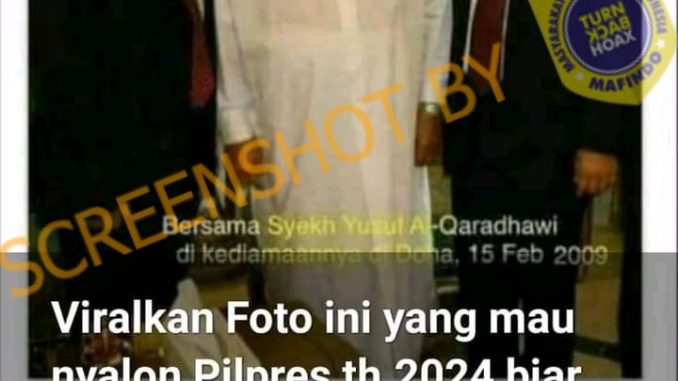 MASYARAKAT
INDONESIA
TURN
BACK
HOAX
MAFINDO
SCREENSHOT BY
Bersama Syekh Yusuf Al-Qaradhawi
di kediamaannya di Doha, 15 Feb 2009
Viralkan Foto ini yang mau
nyalon Pilpres th 2024 biar